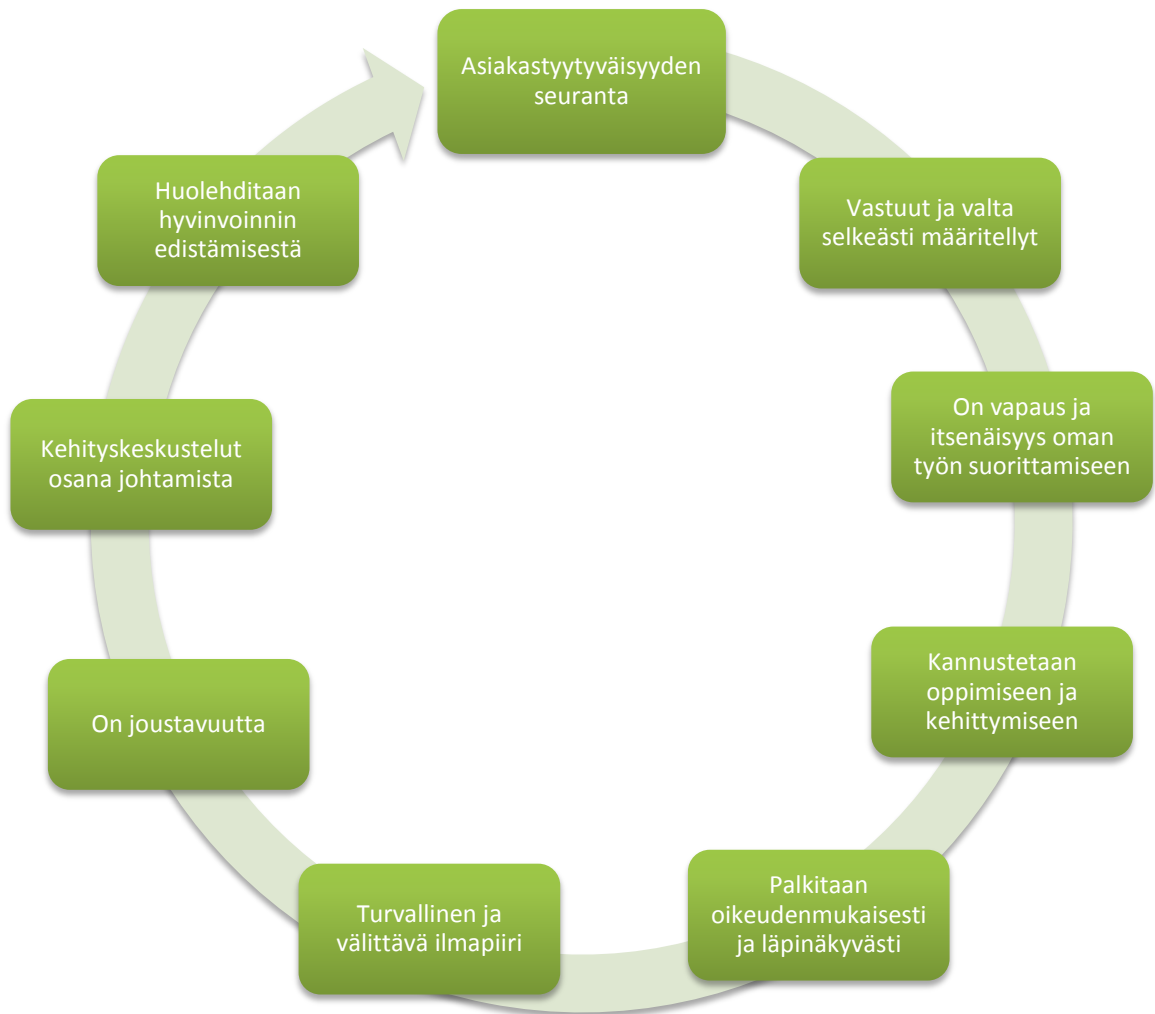 Asiakastyytyväisyyden
seuranta
Vastuut ja valta
selkeästi määritellyt
On vapaus ja
itsenäisyys oman
työn suorittamiseen
Kannustetaan
oppimiseen ja
kehittymiseen
Palkitaan
oikeudenmukaisesti
ja läpinäkyvästi
Turvallinen ja
välittävä ilmapiiri
On joustavuutta
Kehityskeskustelut
osana johtamista
Huolehditaan
hyvinvoinnin
edistämisestä